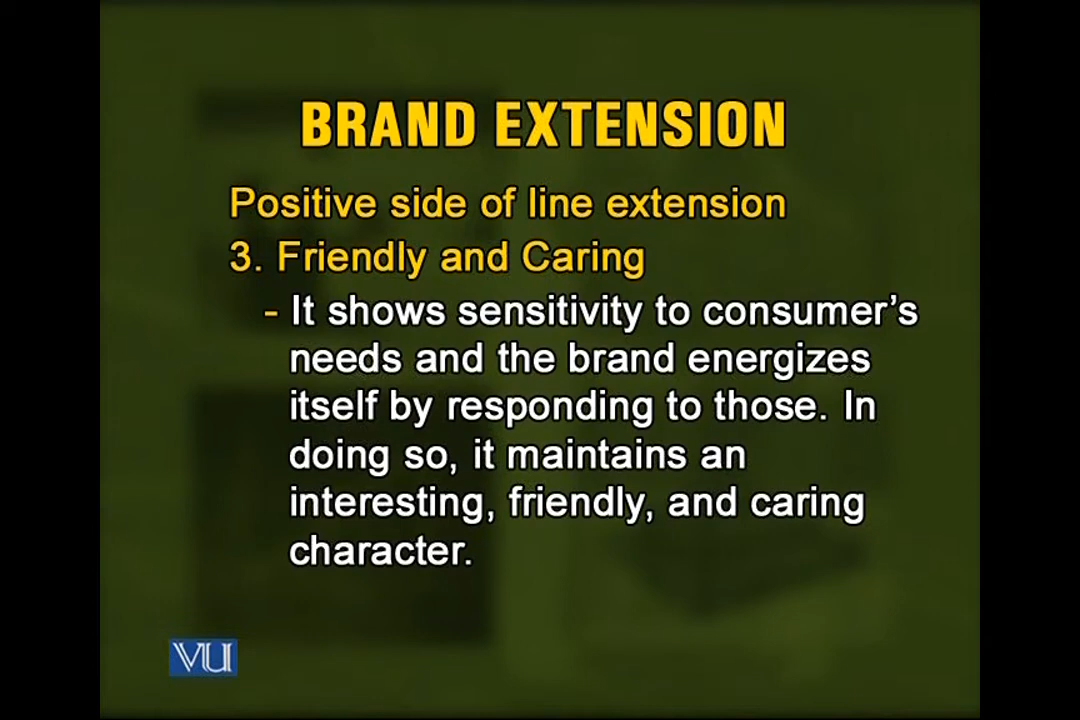 BRAND EXTENSION
Positive side of line extension
3. Friendly and Caring
- It shows sensitivity to consumer’s
needs and the brand energizes
itself by responding to those. In
doing so, it maintains an
interesting, friendly, and caring
character.
VU